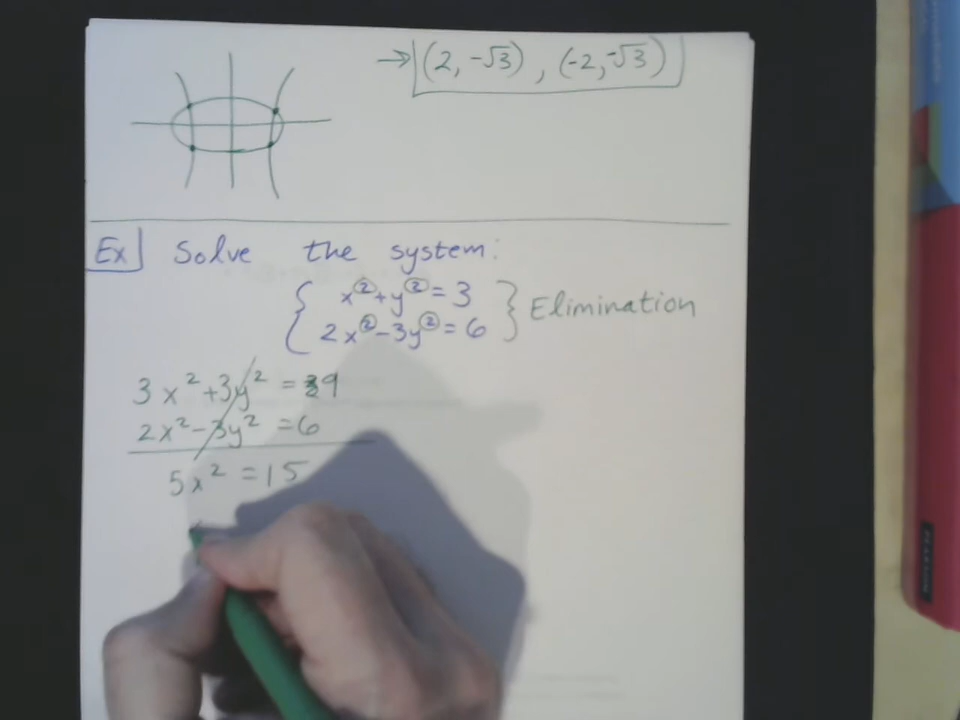 → (2, -√3) , (-2, -√3)
Ex Solve the system:
x²+y²=3
2x²-3y²=6
Elimination
3x²+3y²=9
2x²-3y²=6
5x²=15
PEARSON